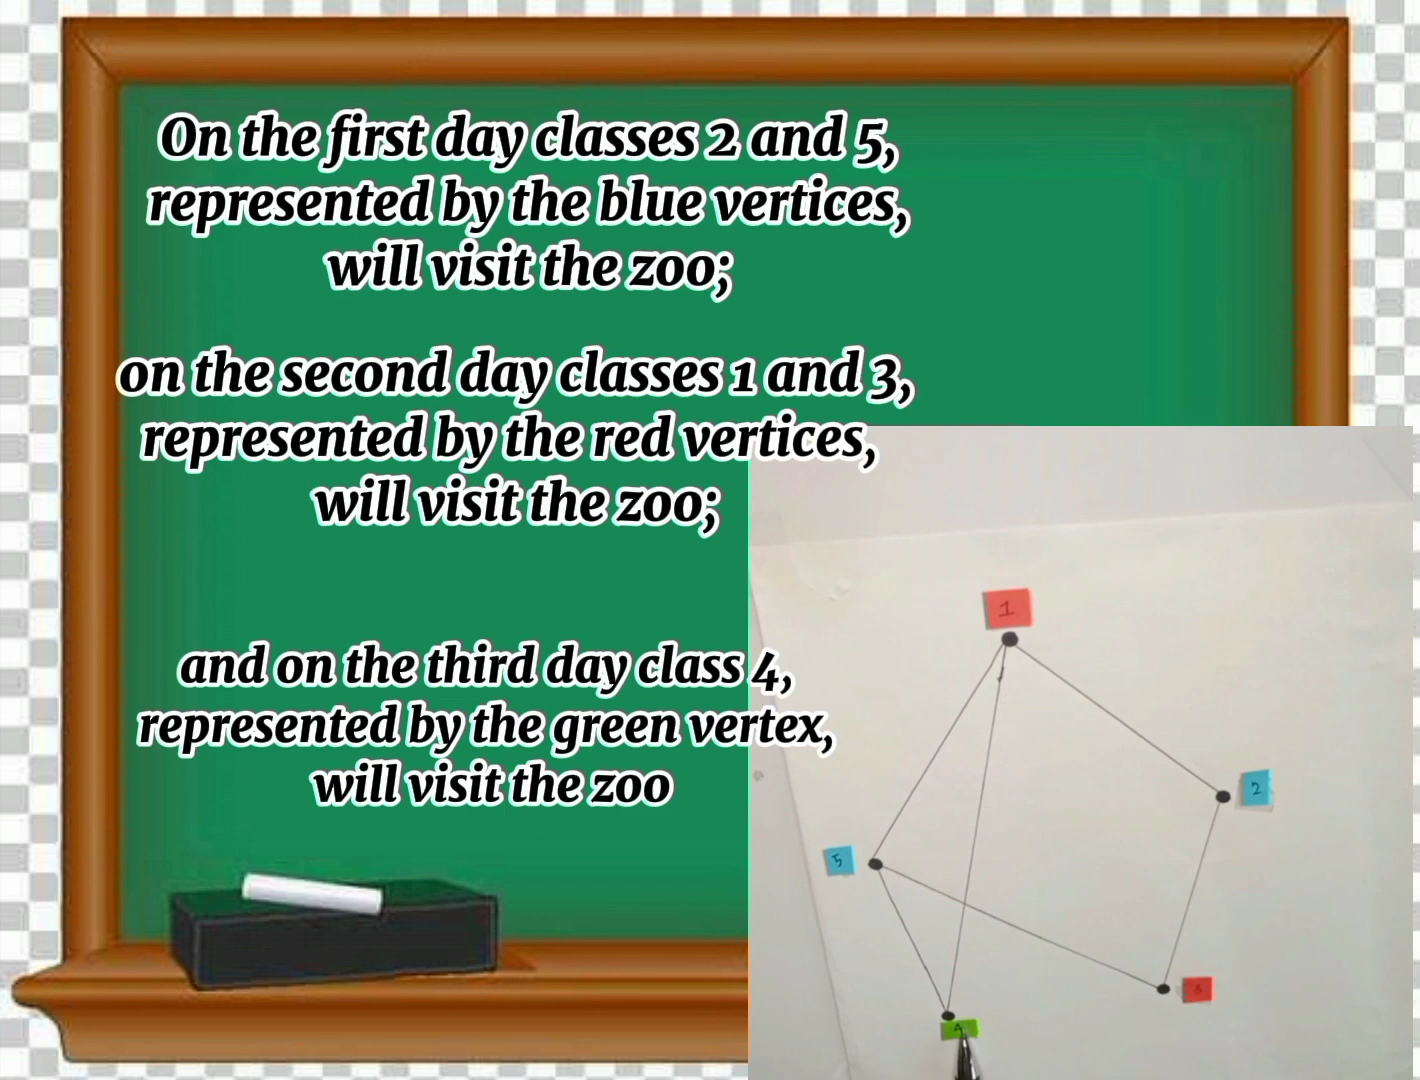 On the first day classes 2 and 5,
represented by the blue vertices,
will visit the zoo;
on the second day classes 1 and 3,
represented by the red vertices,
will visit the zoo;
and on the third day class 4,
represented by the green vertex,
will visit the zoo
1
2
5
3
4